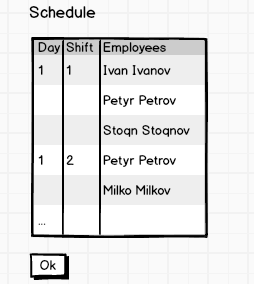 Schedule
Day Shift Employees
1 1 Ivan Ivanov
Petyr Petrov
Stoqn Stoqnov
1 2 Petyr Petrov
Milko Milkov
...
Ok